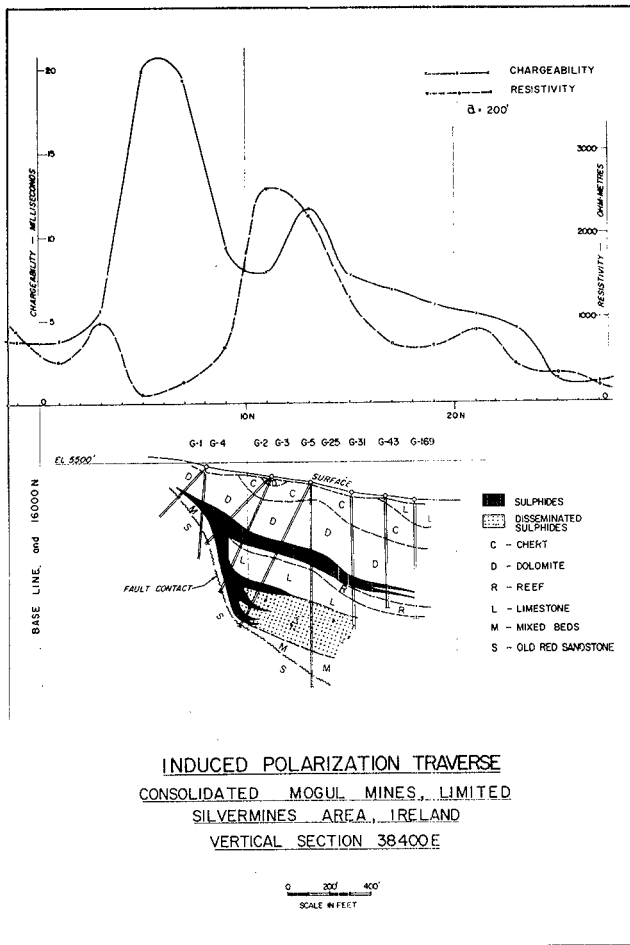 CHARGEABILITY
RESISTIVITY
a = 200'
20
15
10
5
0
CHARGEABILITY — MILLISECONDS
3000
2000
1000
0
RESISTIVITY — OHM-METRES
10N
20N
BASE LINE, and 16000 N
G-1 G-4 G-2 G-3 G-5 G-25 G-31 G-43 G-169
EL 5500'
SURFACE
D
C
C
L
L
D
D
C
C
M
S
D
D
L
L
R
R
FAULT CONTACT
L
S
M
S
M
SULPHIDES
DISSEMINATED
SULPHIDES
C - CHERT
D - DOLOMITE
R - REEF
L - LIMESTONE
M - MIXED BEDS
S - OLD RED SANDSTONE
INDUCED POLARIZATION TRAVERSE
CONSOLIDATED MOGUL MINES, LIMITED
SILVERMINES AREA, IRELAND
VERTICAL SECTION 38400E
0 200' 400'
SCALE IN FEET